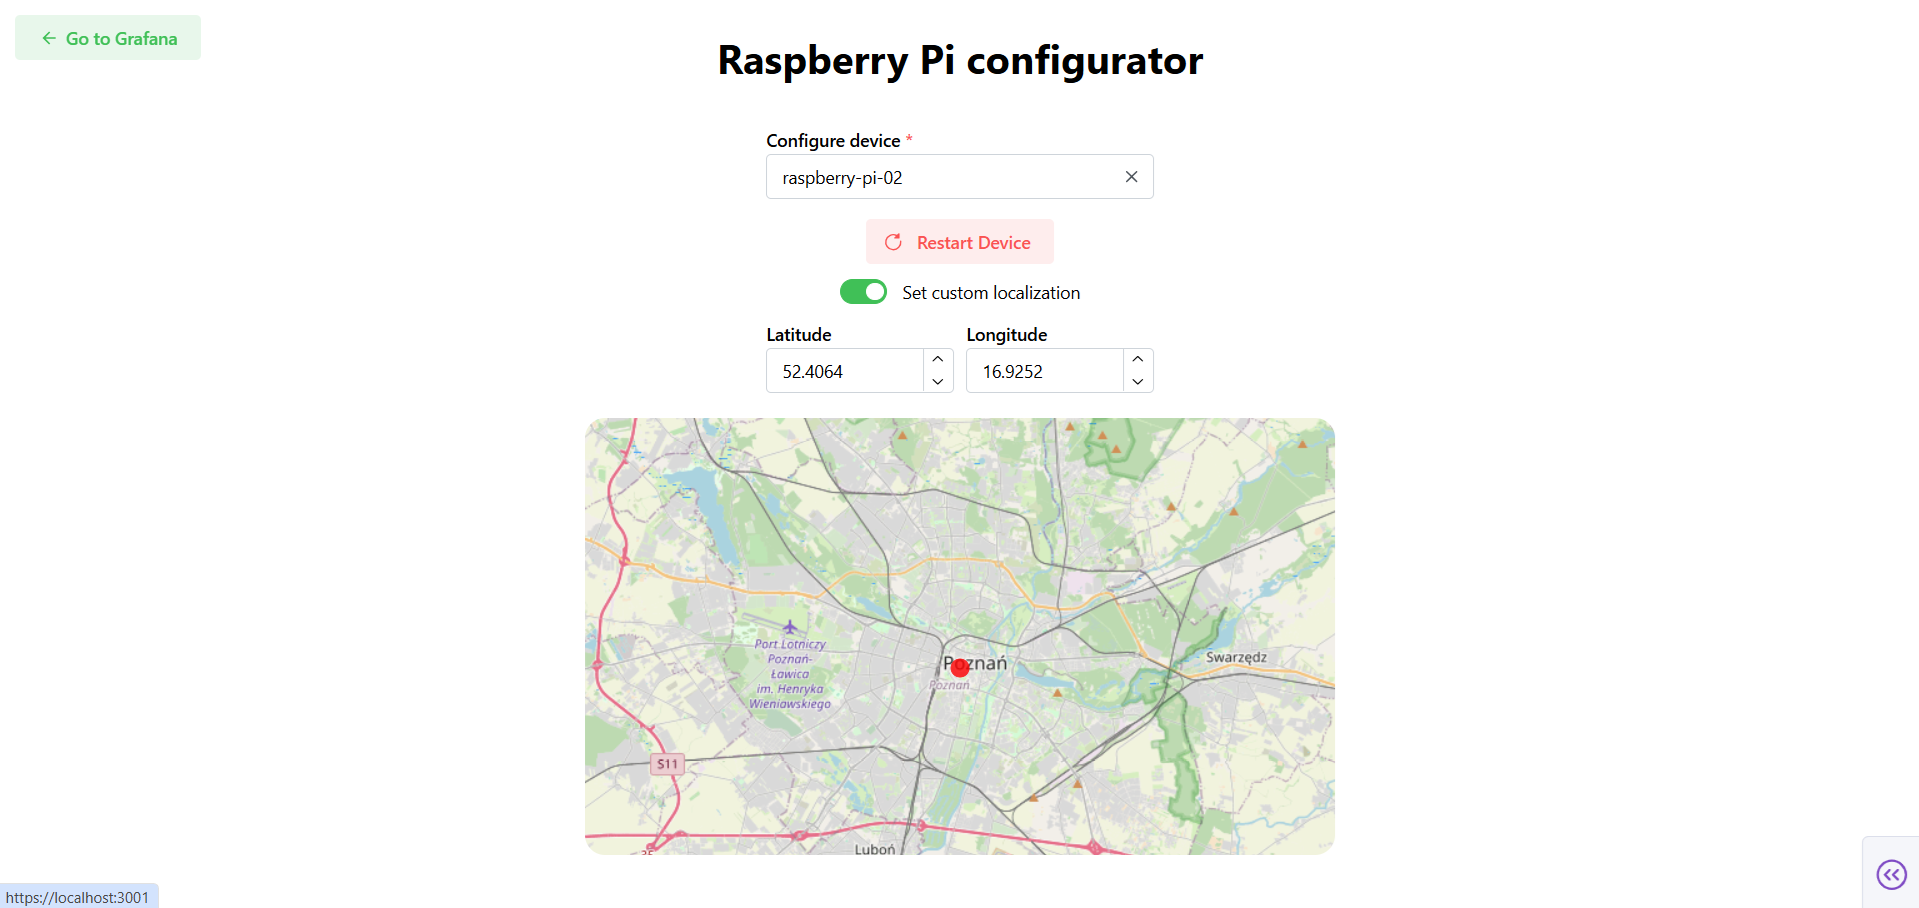 Go to Grafana
Raspberry Pi configurator
Configure device *
raspberry-pi-02
Restart Device
Set custom localization
Latitude
Longitude
52.4064
16.9252
Port Lotniczy
Poznań-
Ławica
im. Henryka
Wieniawskiego
Poznań
Poznań
Swarzędz
S11
Luboń
https://localhost:3001